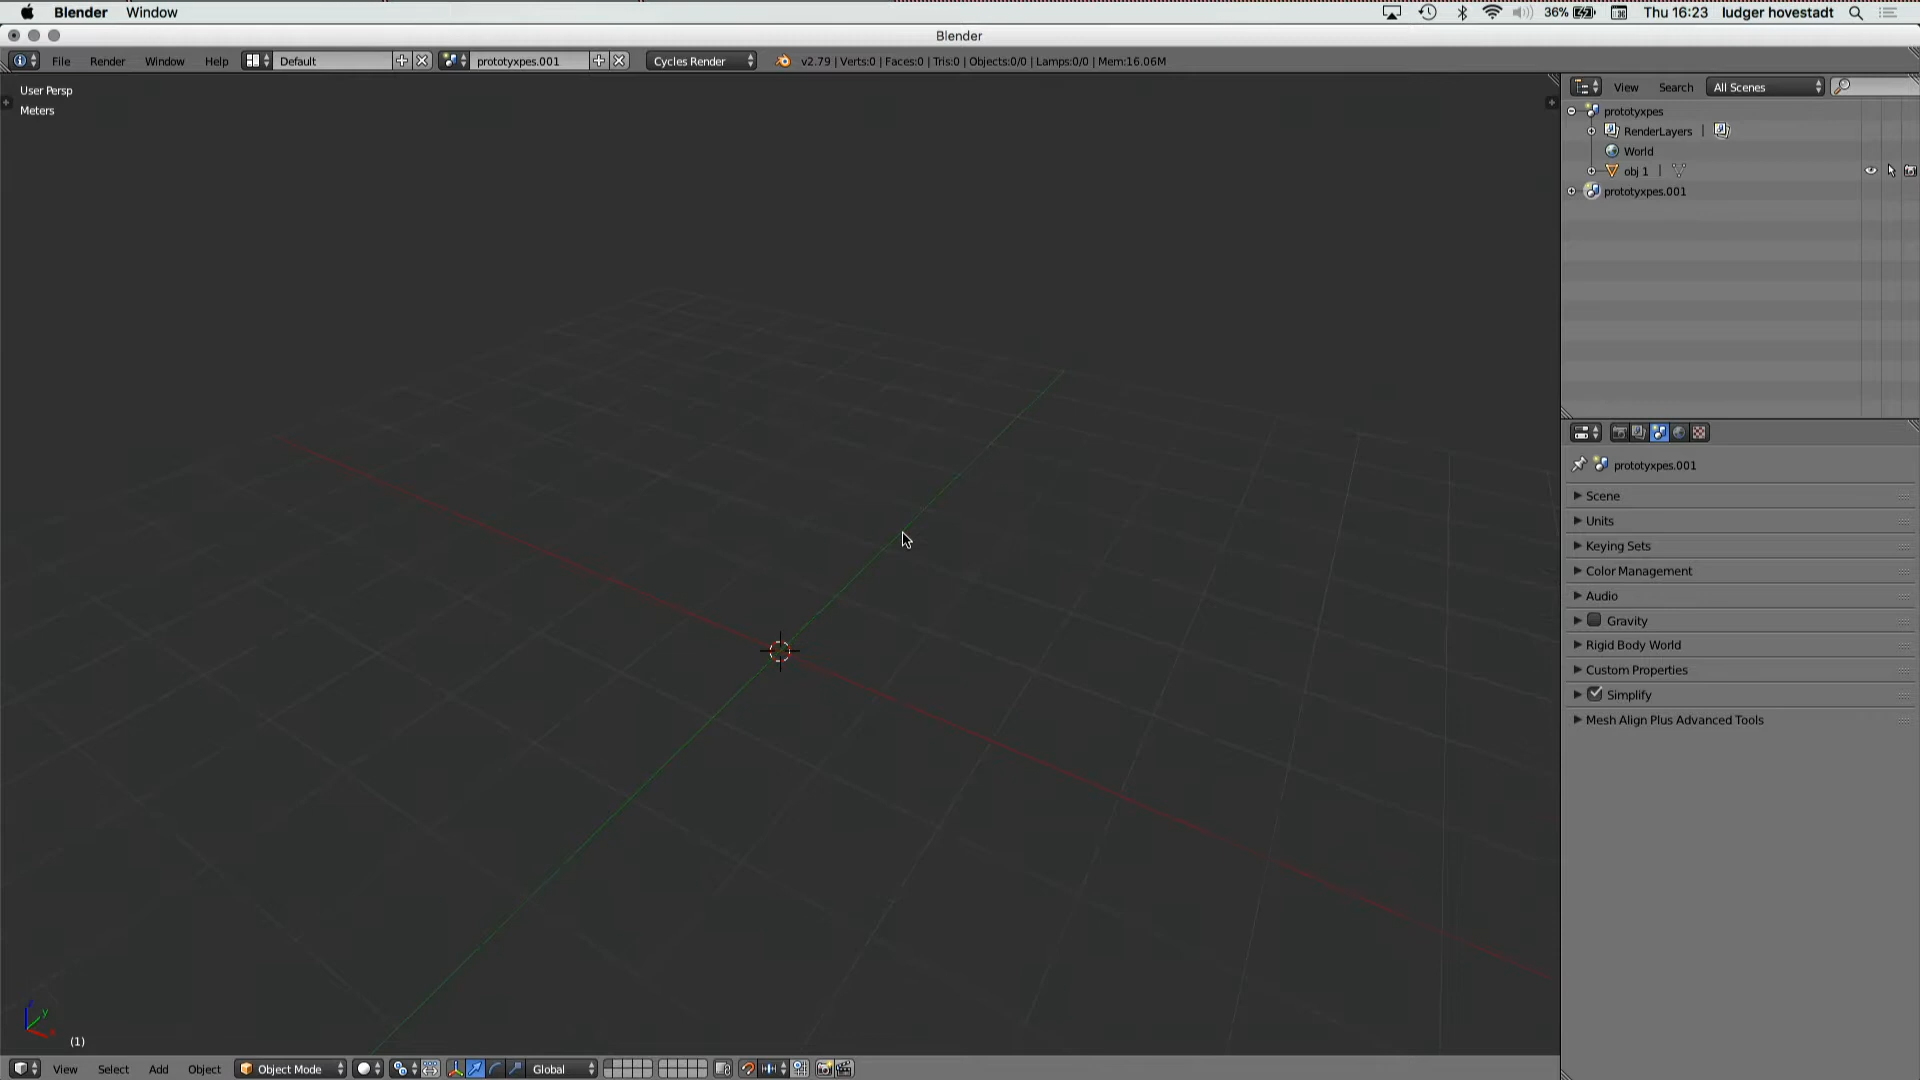 Blender Window 36% Thu 16:23 ludger hovestadt
Blender
File Render Window Help Default prototyxpes.001 Cycles Render v2.79 | Verts:0 | Faces:0 | Tris:0 | Objects:0/0 | Lamps:0/0 | Mem:16.06M
User Persp
Meters
View Search All Scenes
prototyxpes
RenderLayers |
World
obj 1 |
prototyxpes.001
prototyxpes.001
Scene
Units
Keying Sets
Color Management
Audio
Gravity
Rigid Body World
Custom Properties
Simplify
Mesh Align Plus Advanced Tools
y
(1)
View Select Add Object Object Mode Global